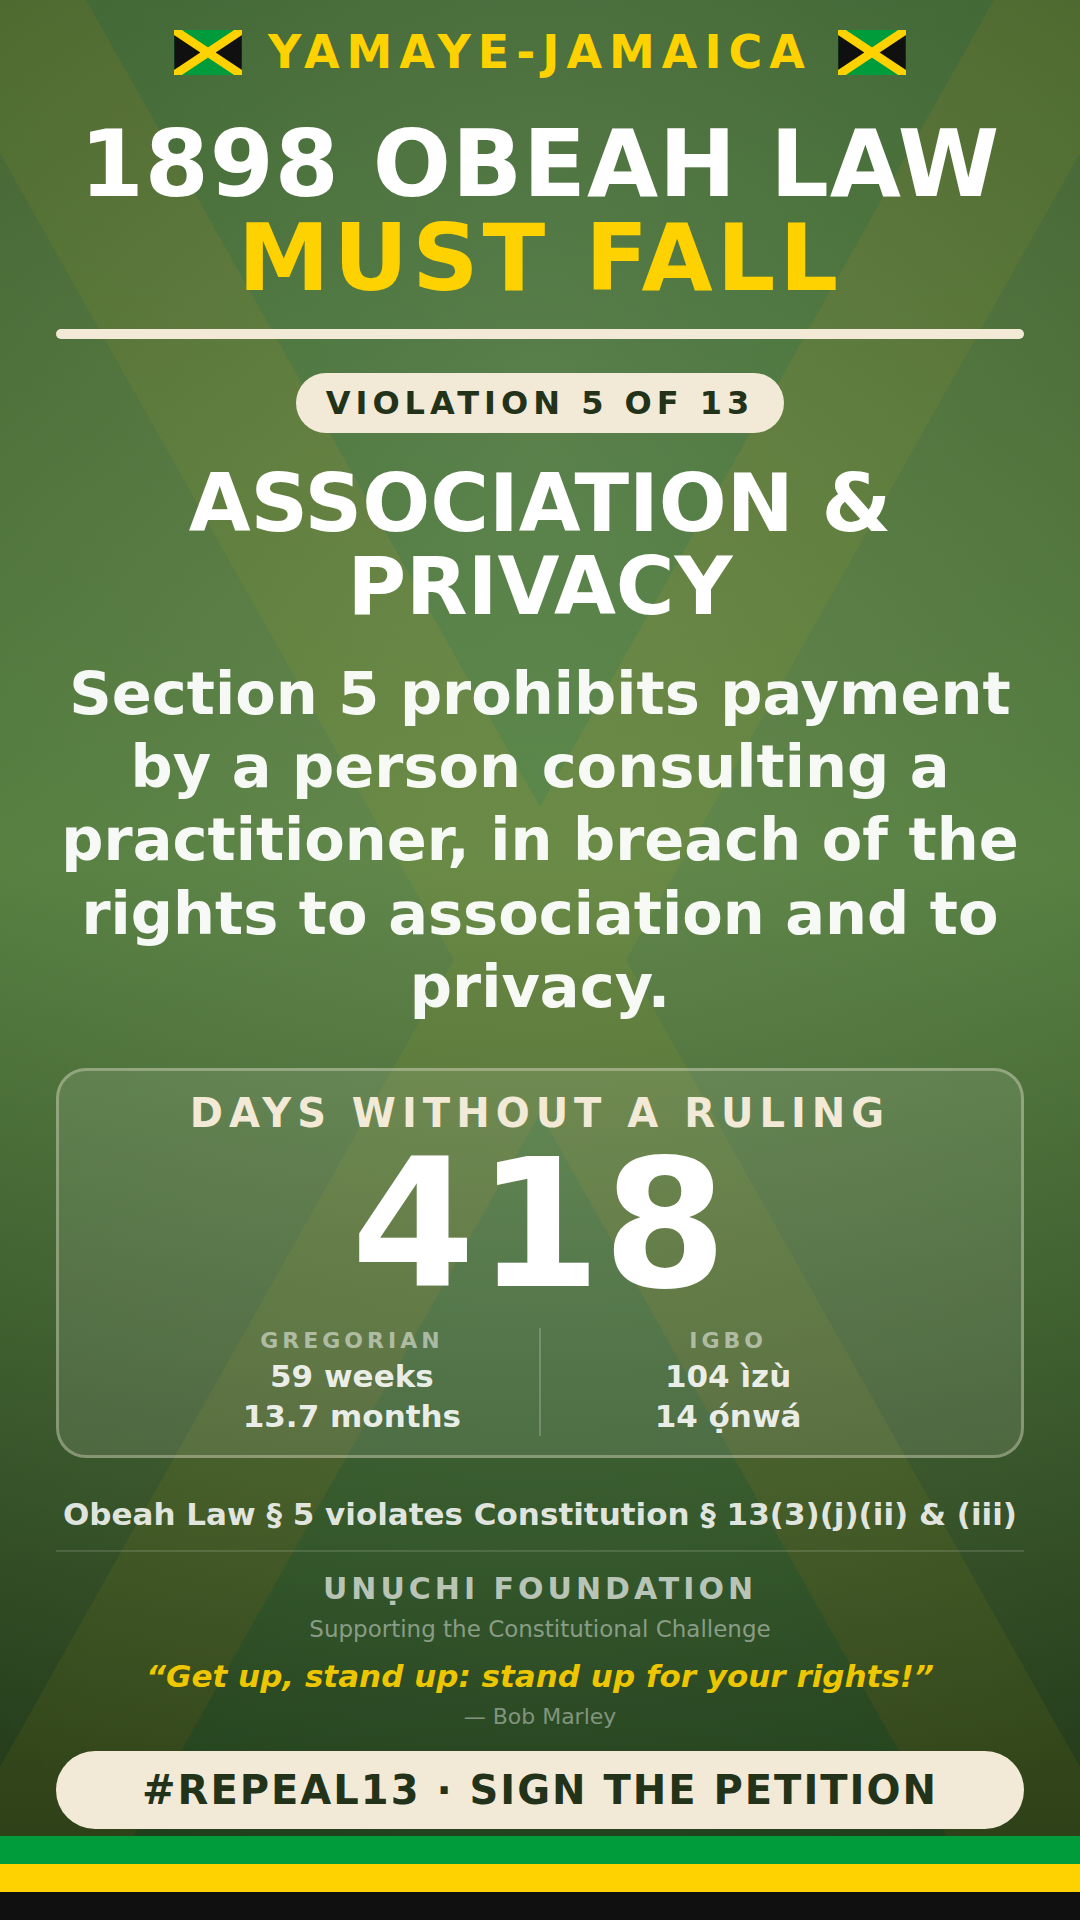 YAMAYE-JAMAICA
1898 OBEAH LAW
MUST FALL
VIOLATION 5 OF 13
ASSOCIATION &
PRIVACY
Section 5 prohibits payment
by a person consulting a
practitioner, in breach of the
rights to association and to
privacy.
DAYS WITHOUT A RULING
418
GREGORIAN
59 weeks
13.7 months
IGBO
104 ìzù
14 ọ́nwá
Obeah Law § 5 violates Constitution § 13(3)(j)(ii) & (iii)
UNỤCHI FOUNDATION
Supporting the Constitutional Challenge
“Get up, stand up: stand up for your rights!”
— Bob Marley
#REPEAL13 · SIGN THE PETITION